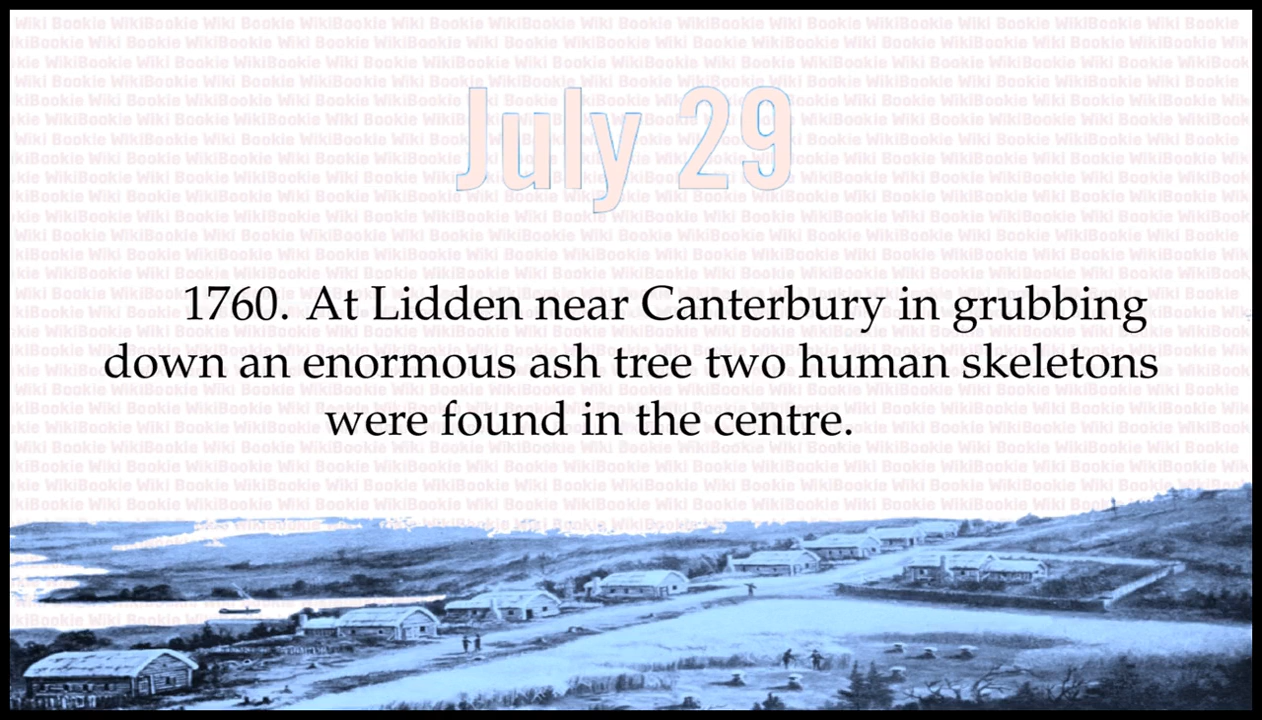 July 29
1760. At Lidden near Canterbury in grubbing
down an enormous ash tree two human skeletons
were found in the centre.